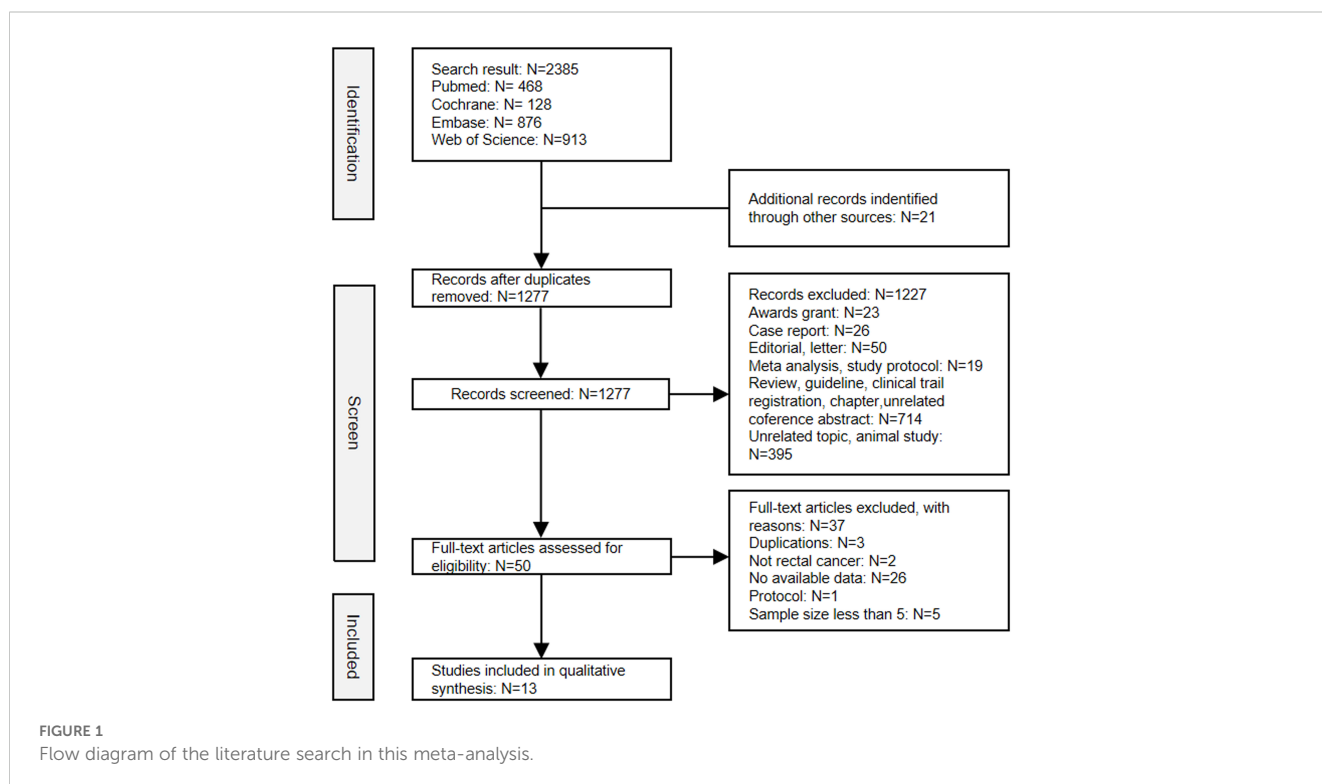 Identification
Search result: N=2385
Pubmed: N= 468
Cochrane: N= 128
Embase: N= 876
Web of Science: N=913
Additional records indentified
through other sources: N=21
Screen
Records after duplicates
removed: N=1277
Records screened: N=1277
Records excluded: N=1227
Awards grant: N=23
Case report: N=26
Editorial, letter: N=50
Meta analysis, study protocol: N=19
Review, guideline, clinical trail
registration, chapter,unrelated
coference abstract: N=714
Unrelated topic, animal study:
N=395
Full-text articles assessed for
eligibility: N=50
Full-text articles excluded, with
reasons: N=37
Duplications: N=3
Not rectal cancer: N=2
No available data: N=26
Protocol: N=1
Sample size less than 5: N=5
Included
Studies included in qualitative
synthesis: N=13
FIGURE 1
Flow diagram of the literature search in this meta-analysis.